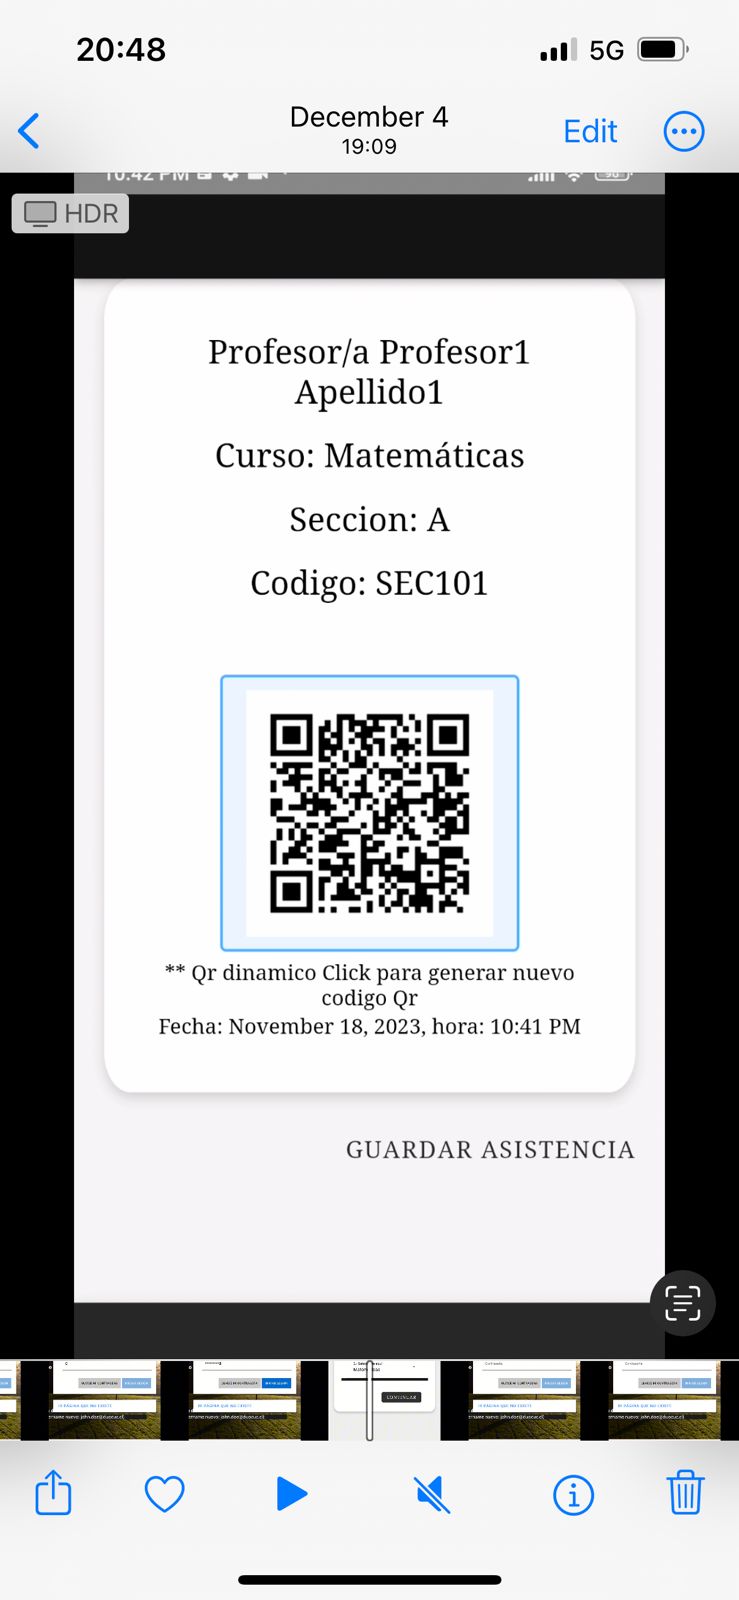 20:48
5G
December 4
19:09
Edit
10:42 PM
HDR
Profesor/a Profesor1
Apellido1
Curso: Matemáticas
Seccion: A
Codigo: SEC101
** Qr dinamico Click para generar nuevo
codigo Qr
Fecha: November 18, 2023, hora: 10:41 PM
GUARDAR ASISTENCIA
CONTINUAR